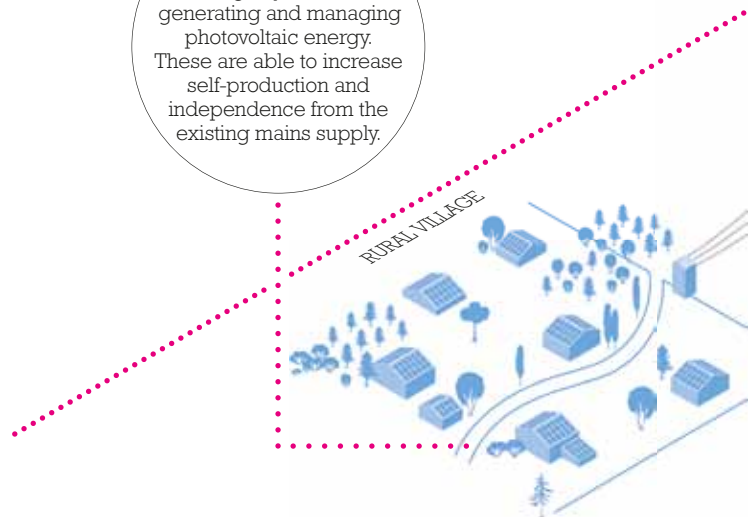 generating and managing
photovoltaic energy.
These are able to increase
self-production and
independence from the
existing mains supply.
RURAL VILLAGE